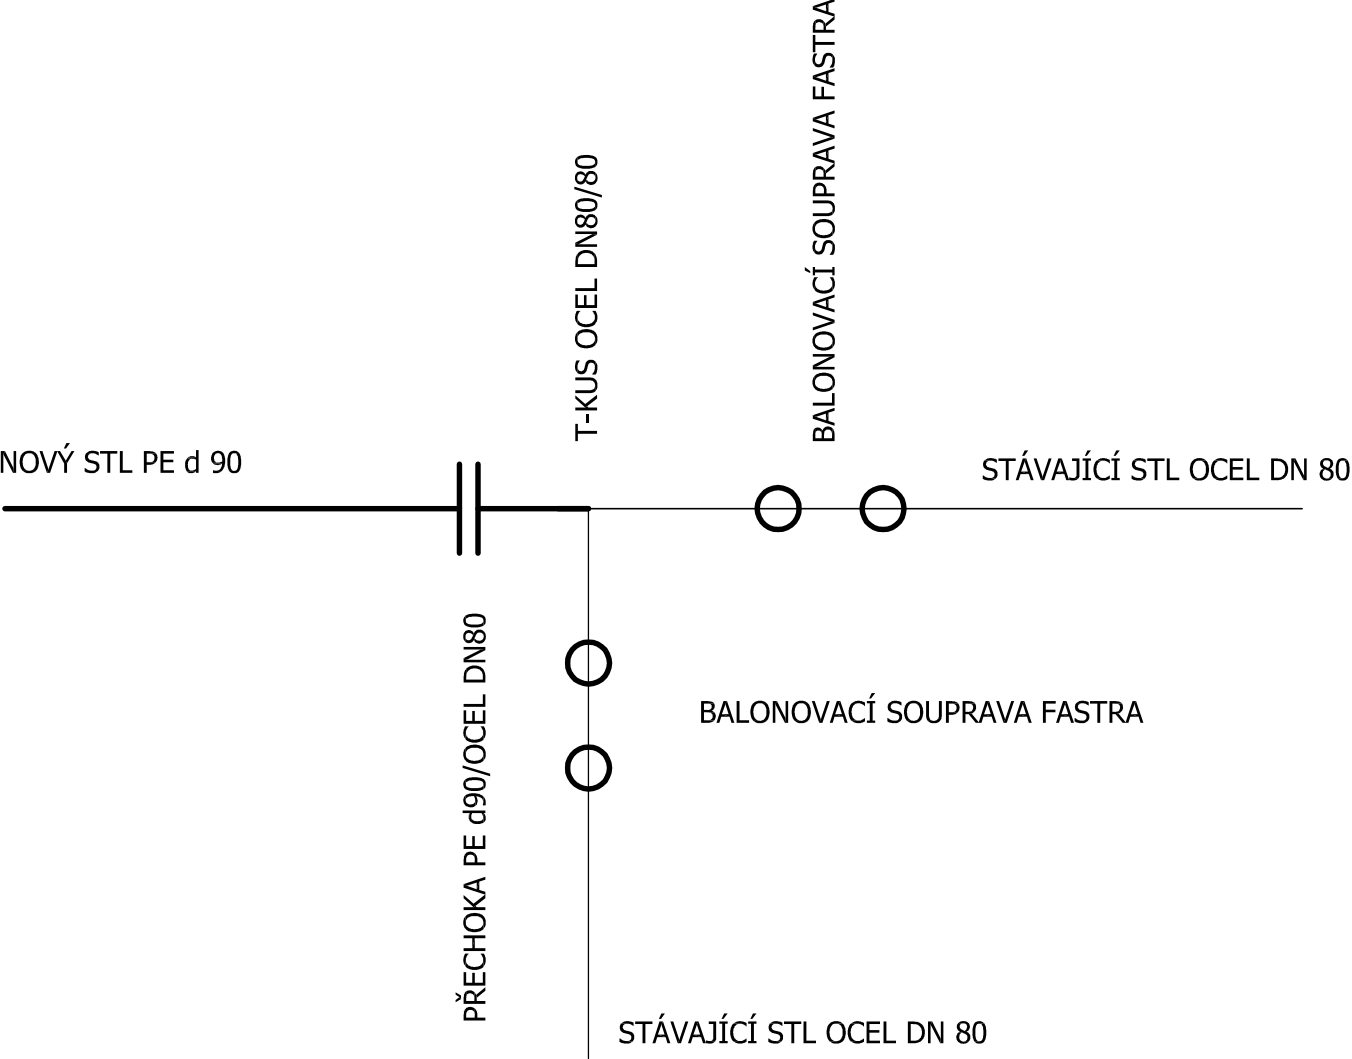 BALONOVACÍ SOUPRAVA FASTRA
T-KUS OCEL DN80/80
NOVÝ STL PE d 90
STÁVAJÍCÍ STL OCEL DN 80
PŘECHOKA PE d90/OCEL DN80
BALONOVACÍ SOUPRAVA FASTRA
STÁVAJÍCÍ STL OCEL DN 80